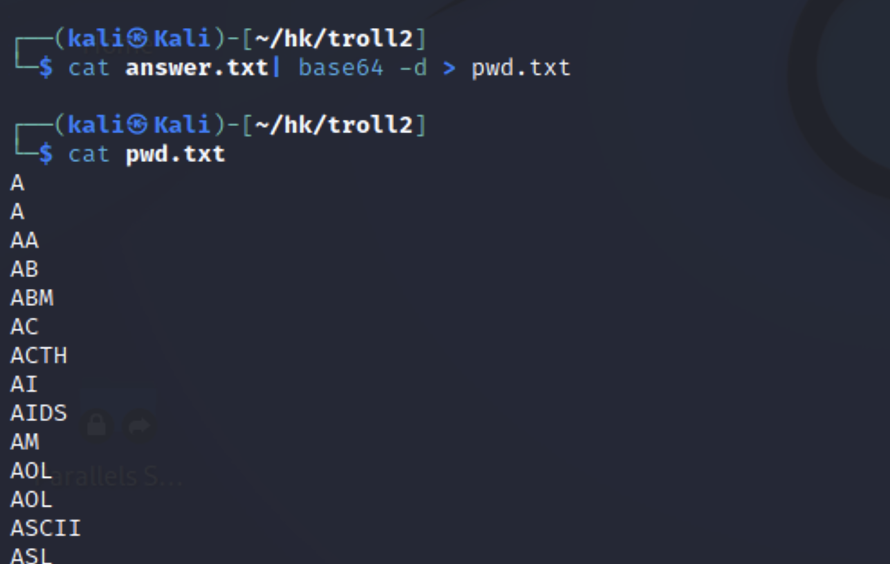 ┌──(kali㉿Kali)-[~/hk/troll2]
└─$ cat answer.txt| base64 -d > pwd.txt
┌──(kali㉿Kali)-[~/hk/troll2]
└─$ cat pwd.txt
A
A
AA
AB
ABM
AC
ACTH
AI
AIDS
AM
AOL
arallels S...
AOL
ASCII
ASL